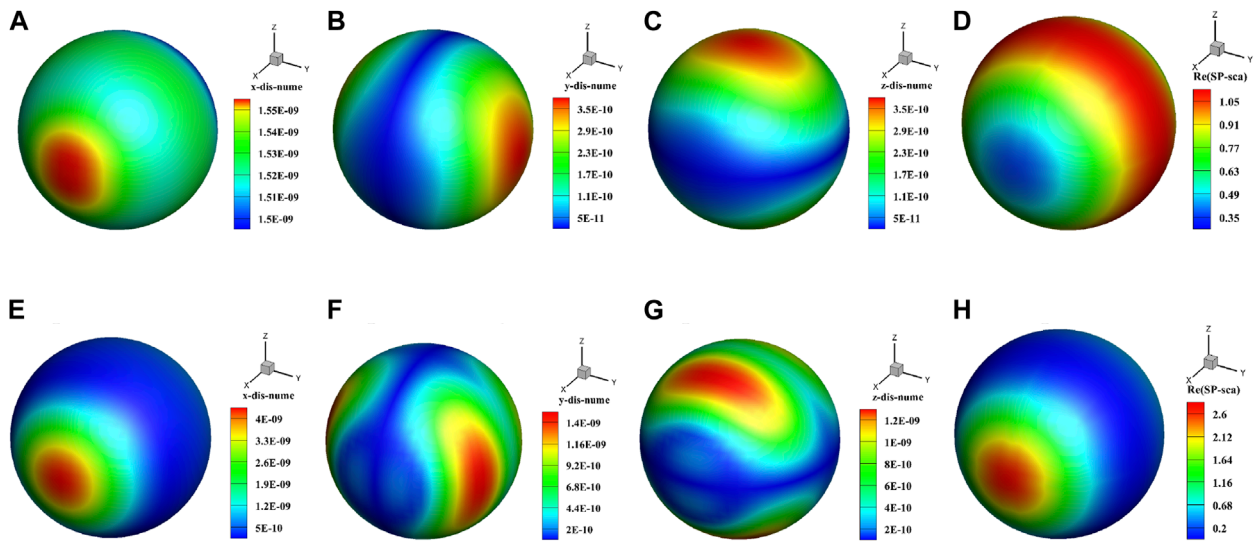 A
Z
X
Y
x-dis-nume
1.55E-09
1.54E-09
1.53E-09
1.52E-09
1.51E-09
1.5E-09
B
Z
X
Y
y-dis-nume
3.5E-10
2.9E-10
2.3E-10
1.7E-10
1.1E-10
5E-11
C
Z
X
Y
z-dis-nume
3.5E-10
2.9E-10
2.3E-10
1.7E-10
1.1E-10
5E-11
D
Z
X
Y
Re(SP-sca)
1.05
0.91
0.77
0.63
0.49
0.35
E
Z
X
Y
x-dis-nume
4E-09
3.3E-09
2.6E-09
1.9E-09
1.2E-09
5E-10
F
Z
X
Y
y-dis-nume
1.4E-09
1.16E-09
9.2E-10
6.8E-10
4.4E-10
2E-10
G
Z
X
Y
z-dis-nume
1.2E-09
1E-09
8E-10
6E-10
4E-10
2E-10
H
Z
X
Y
Re(SP-sca)
2.6
2.12
1.64
1.16
0.68
0.2